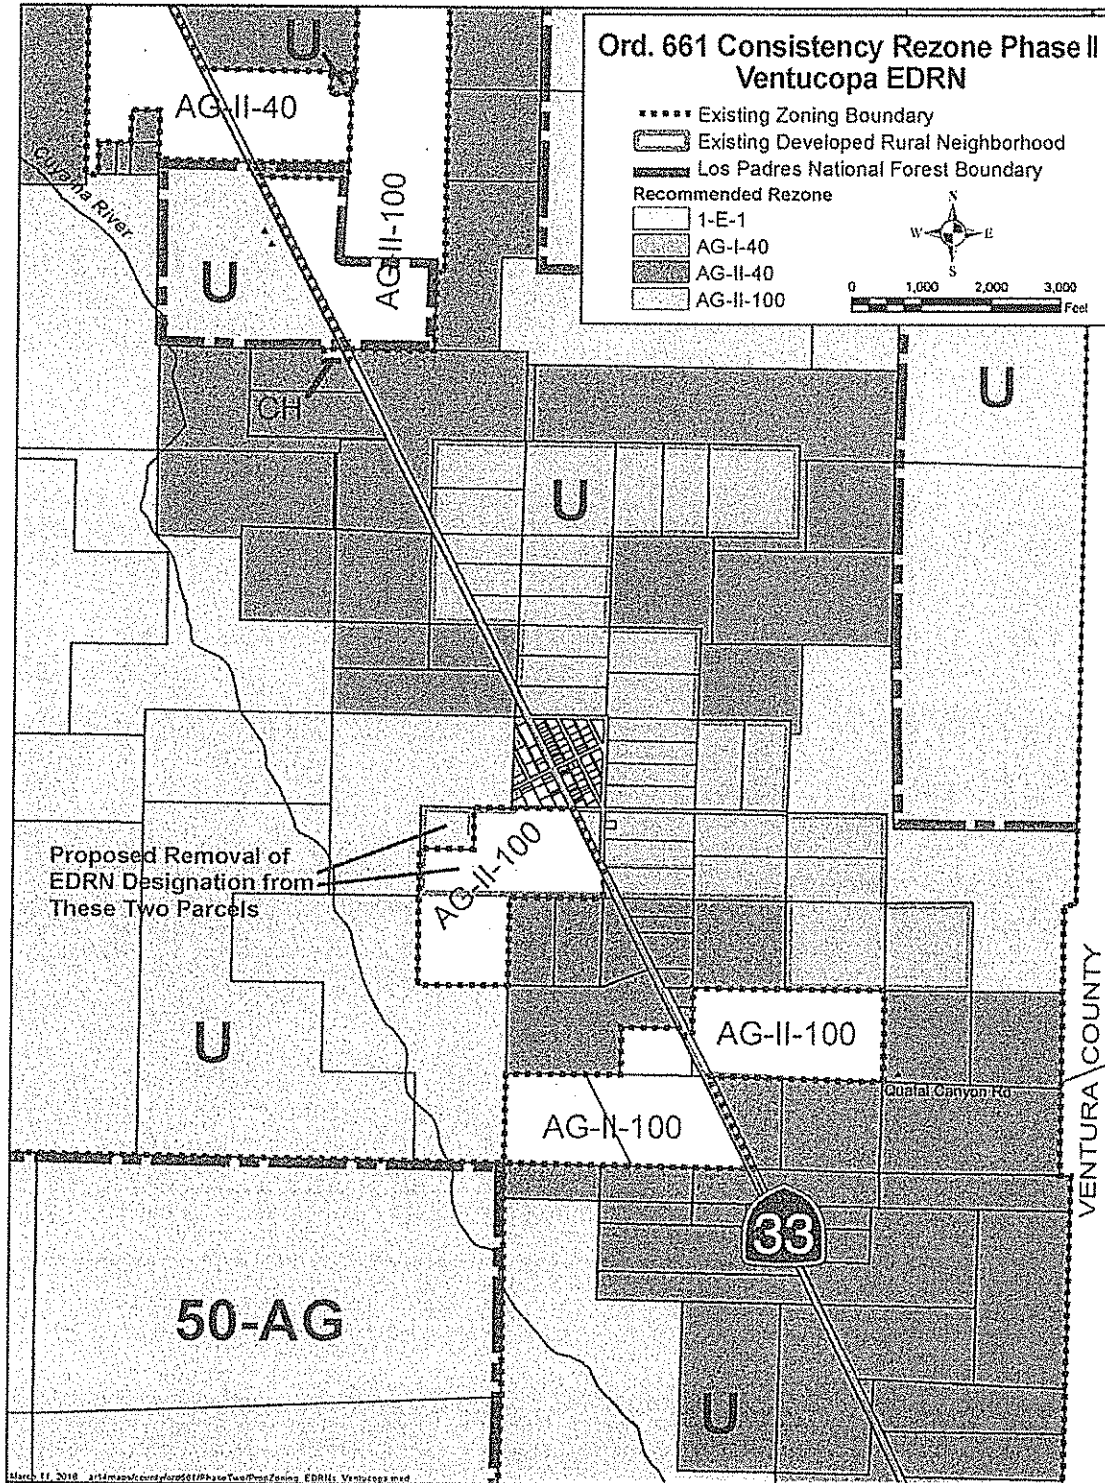 Ord. 661 Consistency Rezone Phase II
Ventucopa EDRN
Existing Zoning Boundary
Existing Developed Rural Neighborhood
Los Padres National Forest Boundary
Recommended Rezone
1-E-1
AG-I-40
AG-II-40
AG-II-100
N
W E
S
0 1,000 2,000 3,000
Feet
U
AG-II-40
Cuyama River
AG-II-100
U
CH
U
U
Proposed Removal of
EDRN Designation from
These Two Parcels
AG-II-100
U
AG-II-100
Quatal Canyon Rd
AG-II-100
VENTURA COUNTY
33
50-AG
U